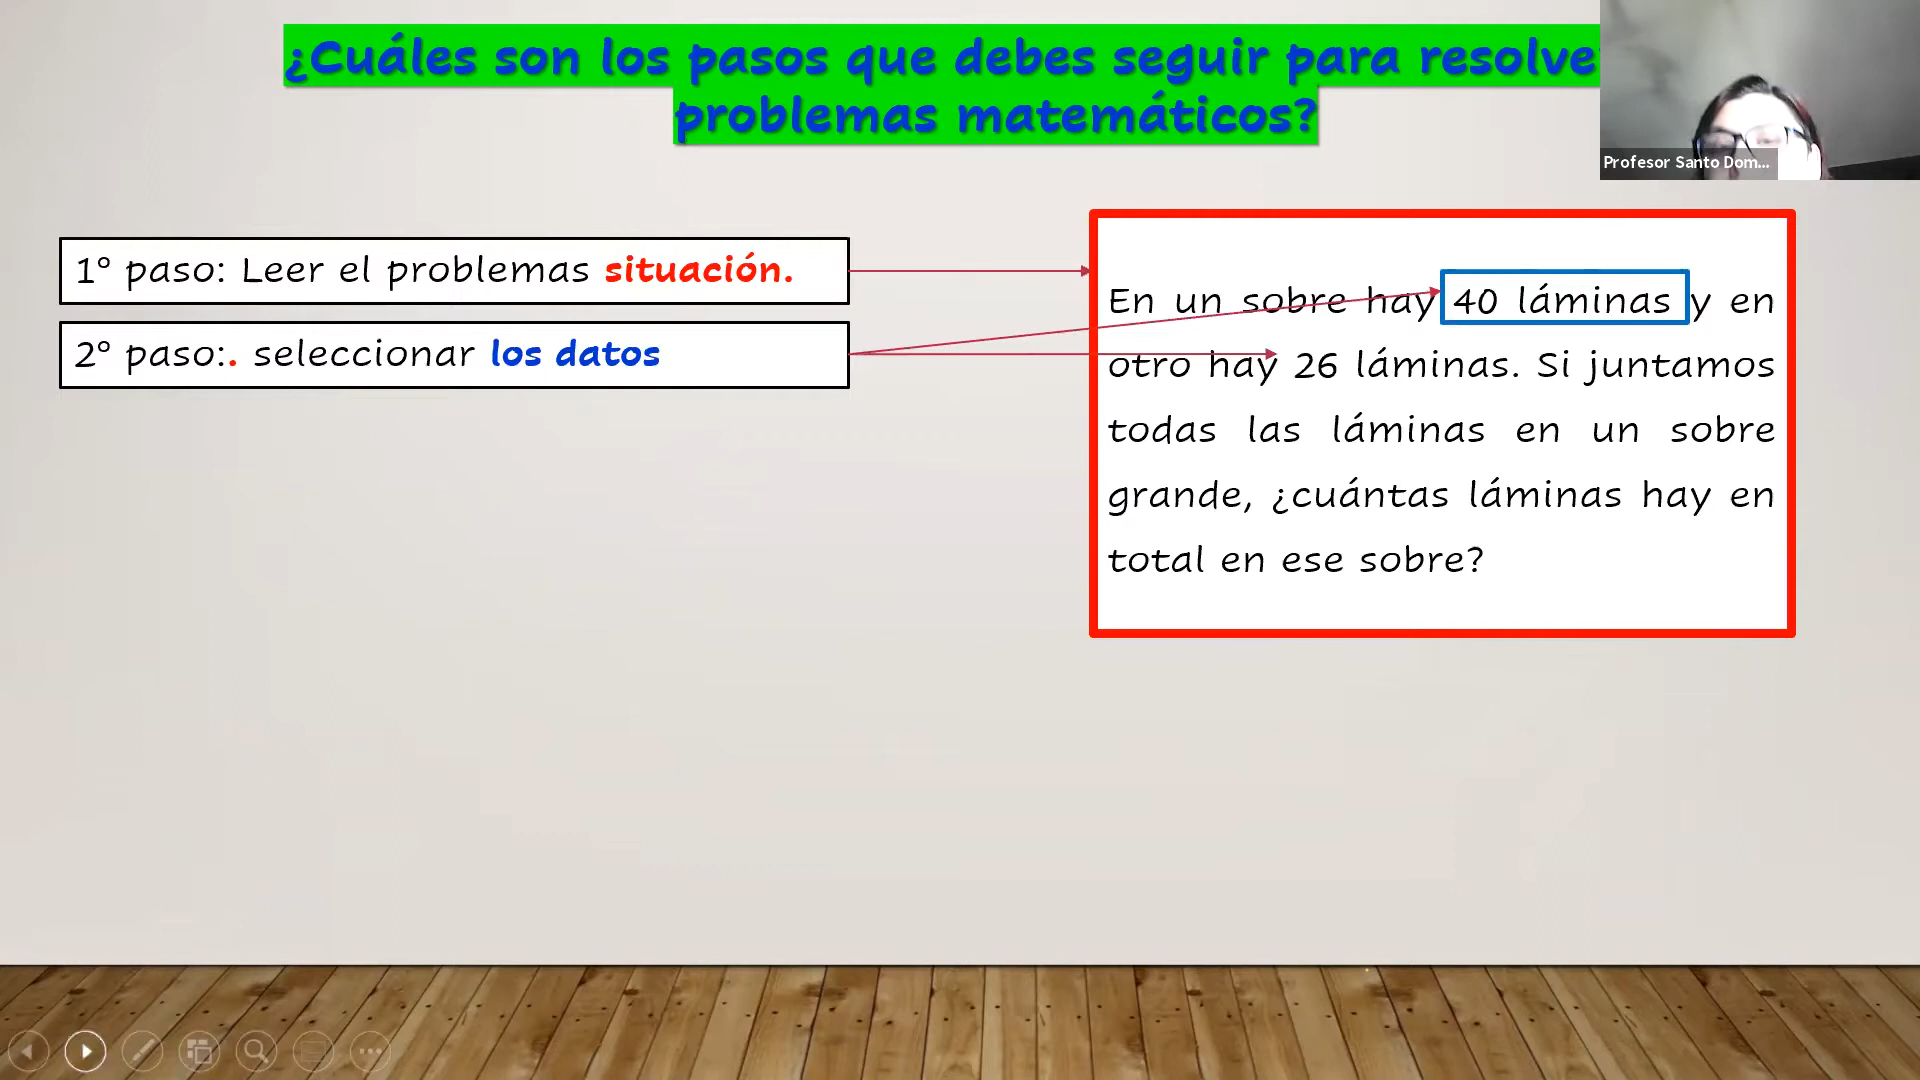 ¿Cuáles son los pasos que debes seguir para resolve
problemas matemáticos?
Profesor Santo Dom...
1° paso: Leer el problemas situación.
2° paso:. seleccionar los datos
En un sobre hay 40 láminas y en
otro hay 26 láminas. Si juntamos
todas las láminas en un sobre
grande, ¿cuántas láminas hay en
total en ese sobre?